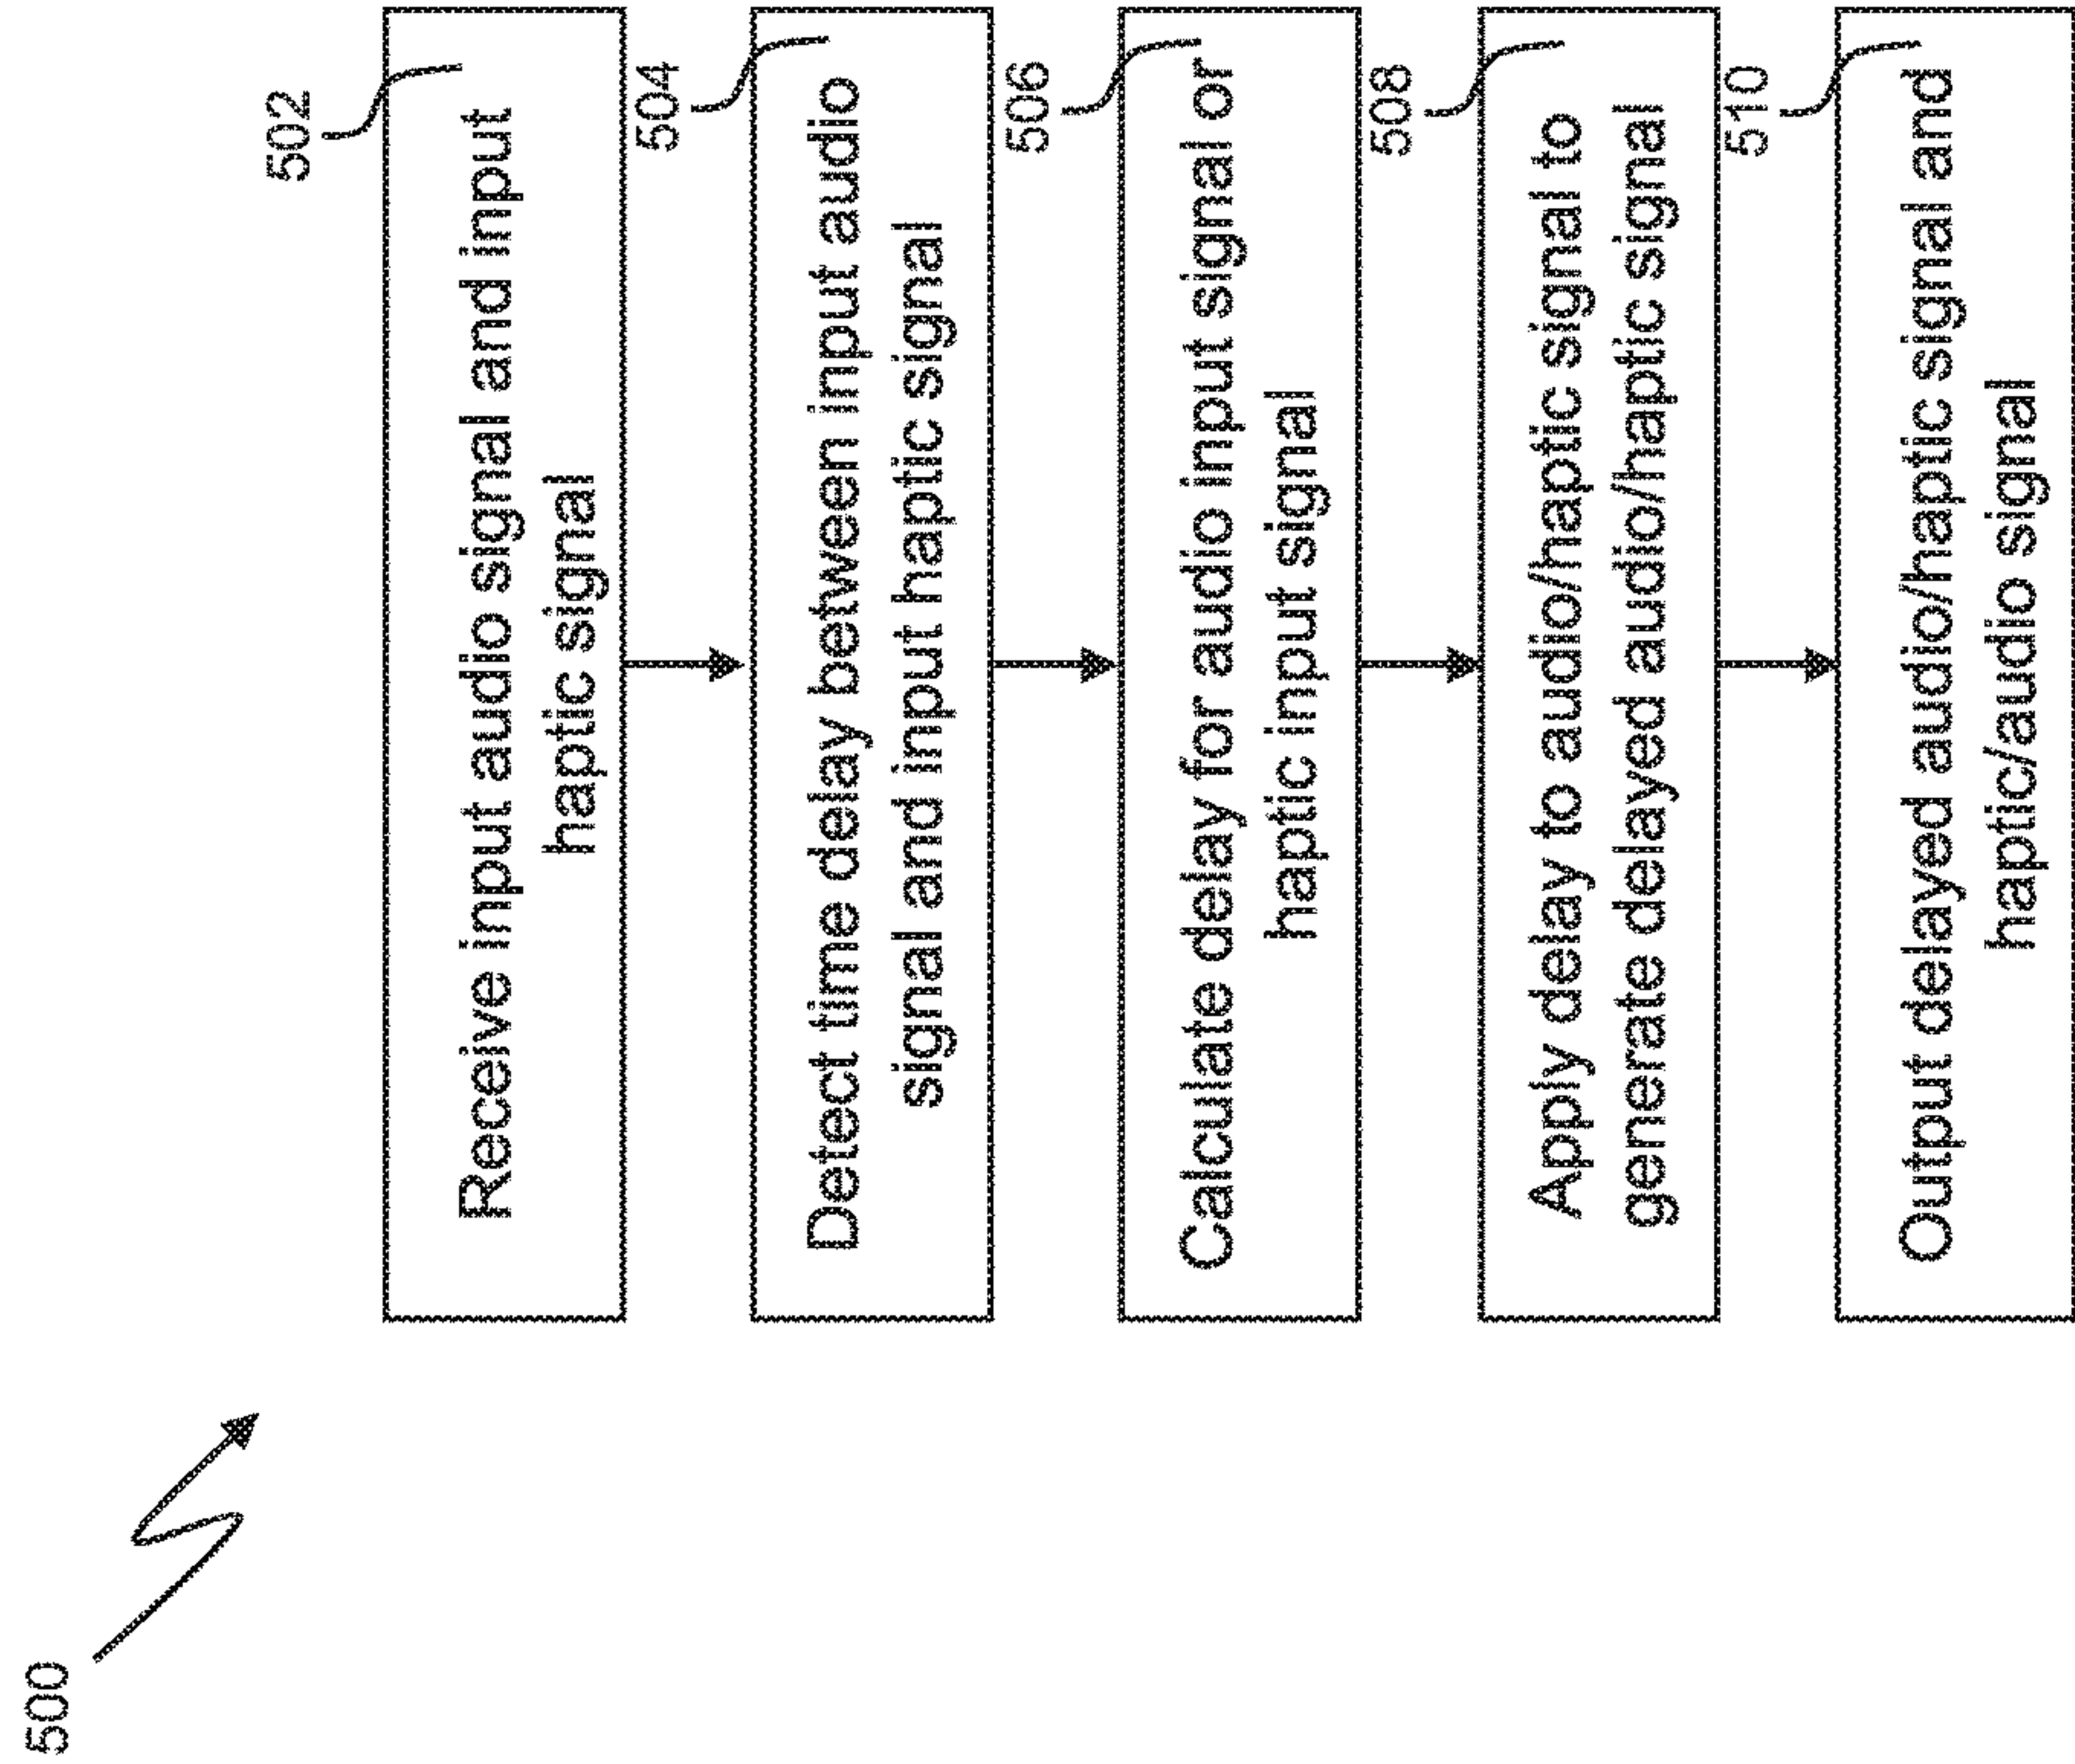 500
502
Receive input audio signal and input
haptic signal
504
Detect time delay between input audio
signal and input haptic signal
506
Calculate delay for audio input signal or
haptic input signal
508
Apply delay to audio/haptic signal to
generate delayed audio/haptic signal
510
Output delayed audio/haptic signal and
haptic/audio signal